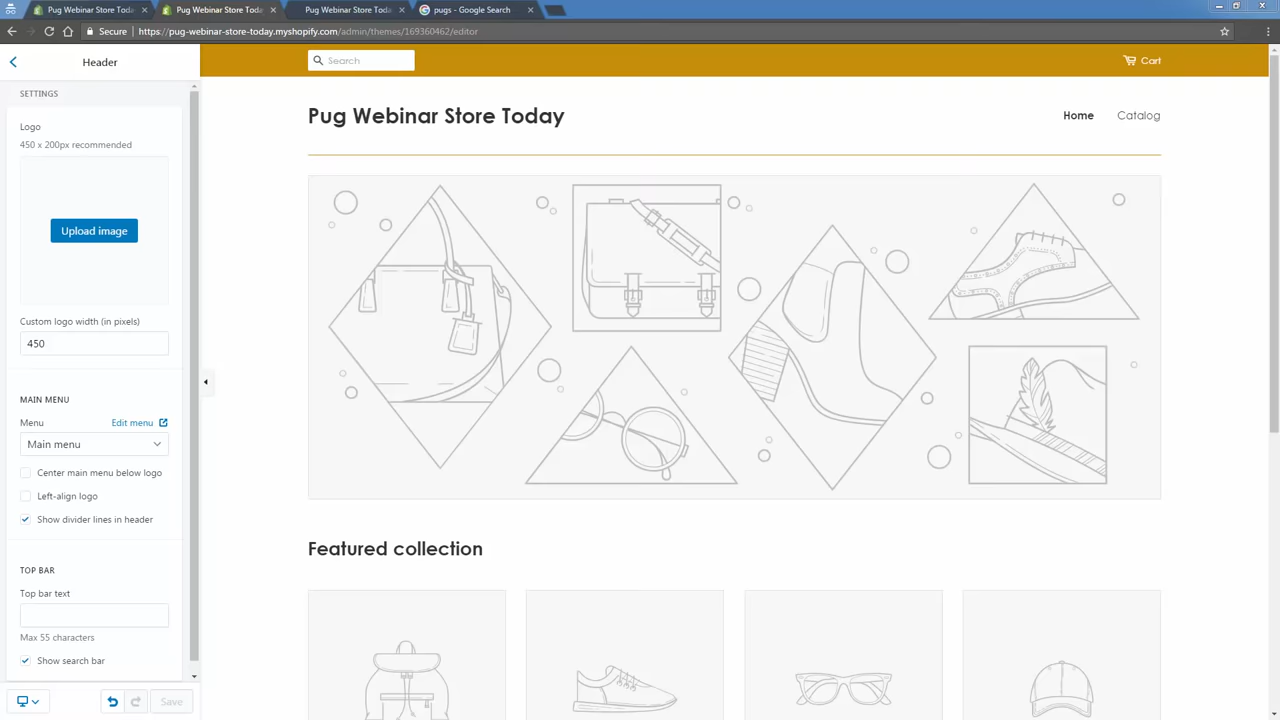 Pug Webinar Store Today
Pug Webinar Store Today
Pug Webinar Store Today
pugs - Google Search
Secure
https://pug-webinar-store-today.myshopify.com/admin/themes/169360462/editor
Header
SETTINGS
Logo
450 x 200px recommended
Upload image
Custom logo width (in pixels)
450
MAIN MENU
Menu
Edit menu
Main menu
Center main menu below logo
Left-align logo
Show divider lines in header
TOP BAR
Top bar text
Max 55 characters
Show search bar
Save
Search
Cart
Pug Webinar Store Today
Home
Catalog
Featured collection